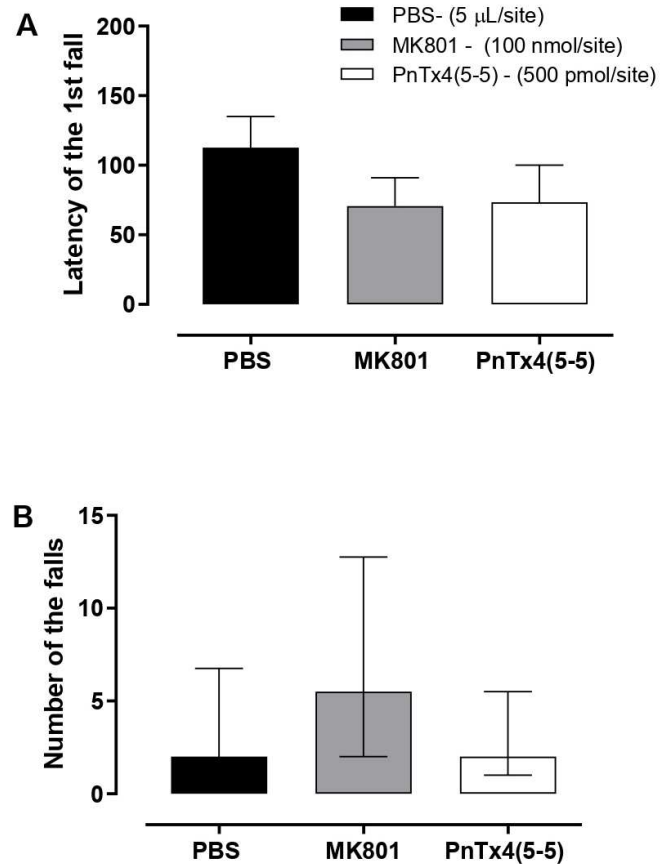 A
PBS- (5 μL/site)
MK801 - (100 nmol/site)
PnTx4(5-5) - (500 pmol/site)
Latency of the 1st fall
200
150
100
50
0
PBS MK801 PnTx4(5-5)
B
Number of the falls
15
10
5
0
PBS MK801 PnTx4(5-5)